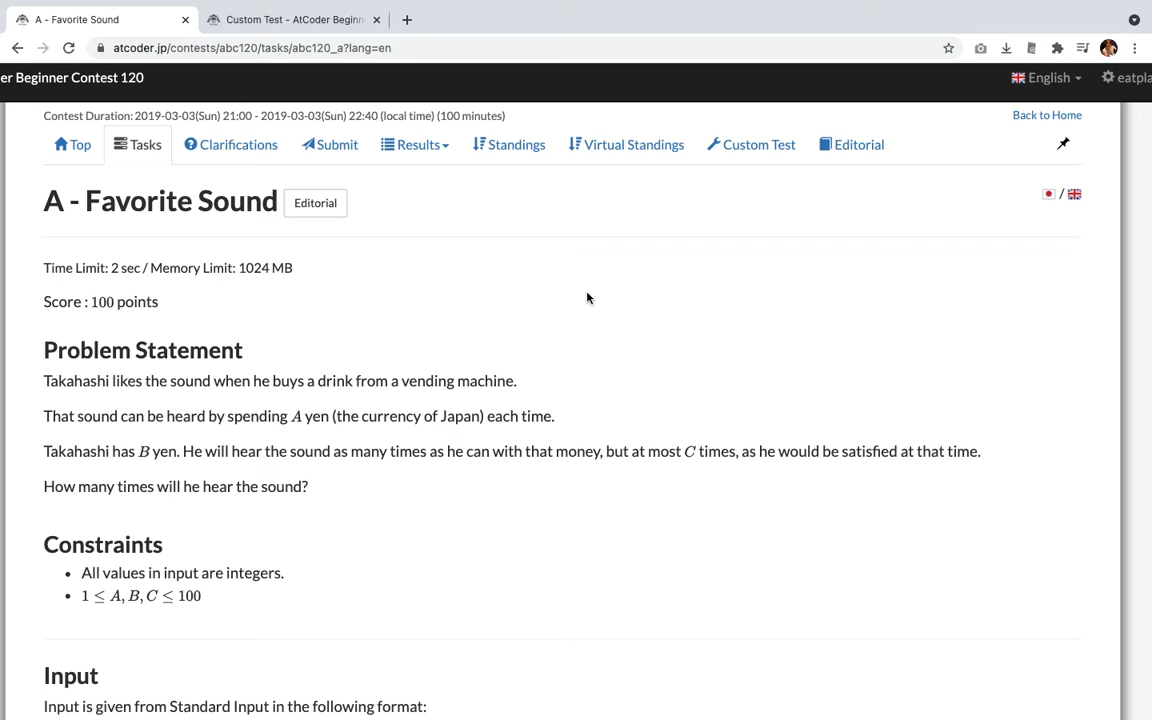 A - Favorite Sound
Custom Test - AtCoder Beginn
atcoder.jp/contests/abc120/tasks/abc120_a?lang=en
er Beginner Contest 120
English
eatpla
Contest Duration: 2019-03-03(Sun) 21:00 - 2019-03-03(Sun) 22:40 (local time) (100 minutes)
Back to Home
Top
Tasks
Clarifications
Submit
Results
Standings
Virtual Standings
Custom Test
Editorial
A - Favorite Sound
Editorial
/
Time Limit: 2 sec / Memory Limit: 1024 MB
Score : 100 points
Problem Statement
Takahashi likes the sound when he buys a drink from a vending machine.
That sound can be heard by spending A yen (the currency of Japan) each time.
Takahashi has B yen. He will hear the sound as many times as he can with that money, but at most C times, as he would be satisfied at that time.
How many times will he hear the sound?
Constraints
• All values in input are integers.
• 1 ≤ A, B, C ≤ 100
Input
Input is given from Standard Input in the following format: